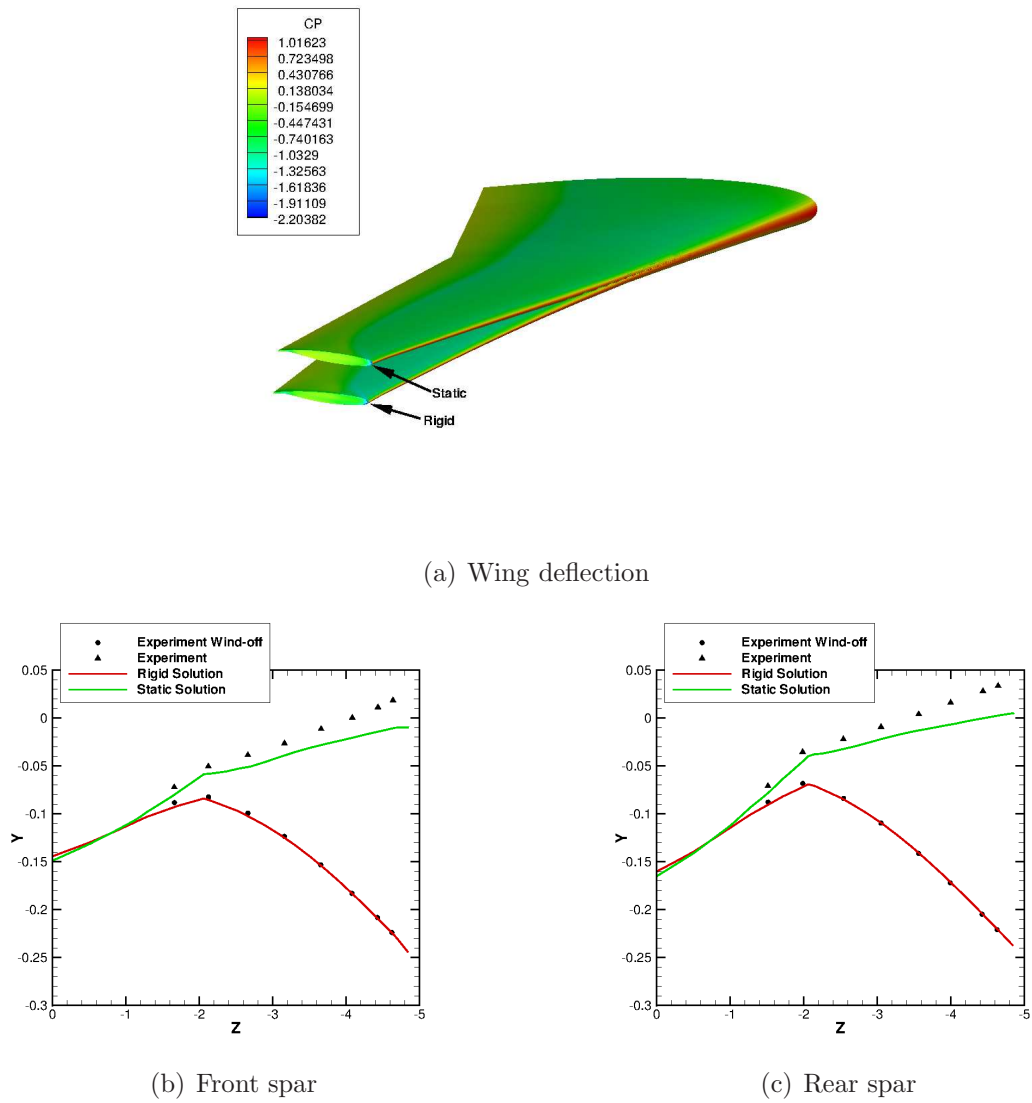 CP
1.01623
0.723498
0.430766
0.138034
-0.154699
-0.447431
-0.740163
-1.0329
-1.32563
-1.61836
-1.91109
-2.20382
Static
Rigid
(a) Wing deflection
Experiment Wind-off
Experiment
Rigid Solution
Static Solution
0.05
0
-0.05
-0.1
-0.15
-0.2
-0.25
-0.3
Y
0 -1 -2 -3 -4 -5
Z
(b) Front spar
Experiment Wind-off
Experiment
Rigid Solution
Static Solution
0.05
0
-0.05
-0.1
-0.15
-0.2
-0.25
-0.3
Y
0 -1 -2 -3 -4 -5
Z
(c) Rear spar